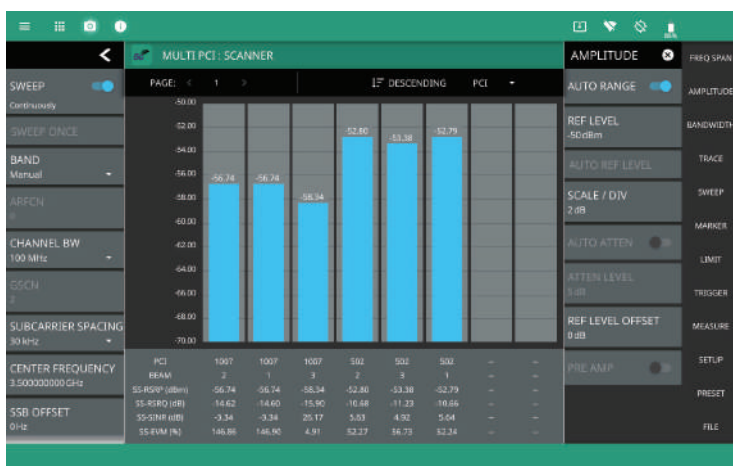 MULTI PCI : SCANNER
AMPLITUDE
FREQ SPAN
SWEEP
Continuously
PAGE: < 1 >
DESCENDING PCI
AUTO RANGE
AMPLITUDE
SWEEP ONCE
REF LEVEL
-50 dBm
BANDWIDTH
BAND
Manual
AUTO REF LEVEL
TRACE
ARFCN
SCALE / DIV
2 dB
SWEEP
CHANNEL BW
100 MHz
AUTO ATTEN
MARKER
LIMIT
GSCN
ATTEN LEVEL
5 dB
TRIGGER
SUBCARRIER SPACING
30 kHz
REF LEVEL OFFSET
0 dB
MEASURE
CENTER FREQUENCY
3.500000000 GHz
PRE AMP
SETUP
PRESET
SSB OFFSET
0 Hz
FILE
-50.00
-52.00
-54.00
-56.00
-58.00
-60.00
-62.00
-64.00
-66.00
-68.00
-70.00
-56.74 -56.74 -58.34 -52.80 -53.38 -52.79
PCI 1007 1007 1007 502 502 502 -- --
BEAM 2 1 3 2 3 1 -- --
SS-RSRP (dBm) -56.74 -56.74 -58.34 -52.80 -53.38 -52.79 -- --
SS-RSRQ (dB) -14.62 -14.60 -15.90 -10.68 -11.23 -10.66 -- --
SS-SINR (dB) -3.34 -3.34 25.17 5.63 4.92 5.64 -- --
SS-EVM (%) 146.86 146.90 4.91 52.27 56.73 52.24 -- --